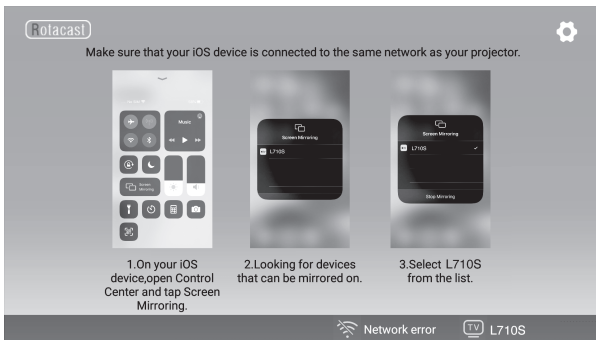 Rotacast
Make sure that your iOS device is connected to the same network as your projector.
Music
Screen
Mirroring
Screen Mirroring
L710S
Screen Mirroring
L710S
Stop Mirroring
1.On your iOS
device,open Control
Center and tap Screen
Mirroring.
2.Looking for devices
that can be mirrored on.
3.Select L710S
from the list.
Network error
TV L710S